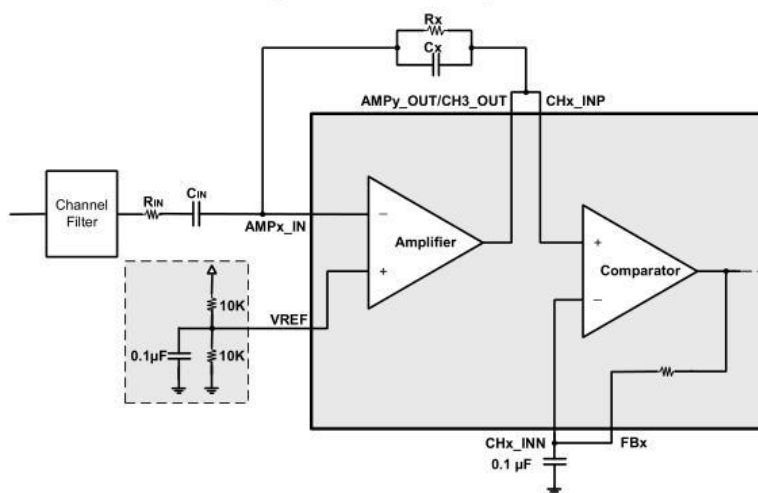 Rx
Cx
AMPy_OUT/CH3_OUT
CHx_INP
Channel
Filter
RIN
CIN
AMPx_IN
Amplifier
Comparator
10K
VREF
0.1µF
10K
CHx_INN
FBx
0.1 µF